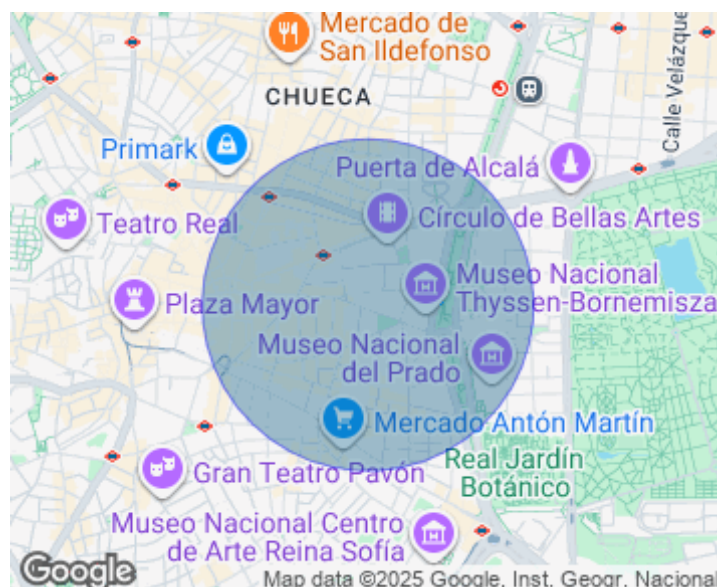 Mercado de
San Ildefonso
CHUECA
Calle Velázque
Primark
Puerta de Alcalá
Teatro Real
Círculo de Bellas Artes
Museo Nacional
Thyssen-Bornemisza
Plaza Mayor
Museo Nacional
del Prado
Mercado Antón Martín
Gran Teatro Pavón
Real Jardín
Botánico
Museo Nacional Centro
de Arte Reina Sofía
Google
Map data ©2025 Google, Inst. Geogr. Nacional